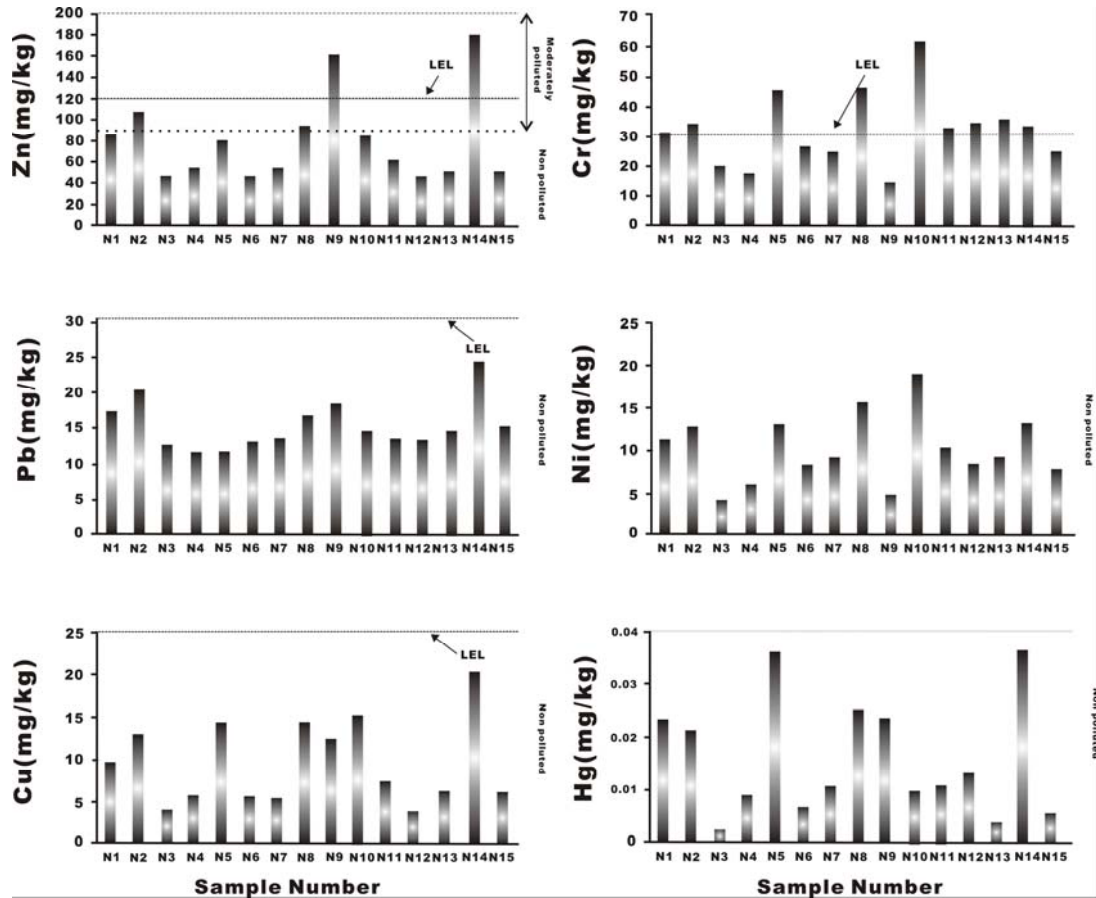 Zn(mg/kg)
200
180
160
140
120
100
80
60
40
20
0
LEL
Moderately
polluted
Non polluted
N1 N2 N3 N4 N5 N6 N7 N8 N9 N10 N11 N12 N13 N14 N15
Cr(mg/kg)
70
60
50
40
30
20
10
0
LEL
N1 N2 N3 N4 N5 N6 N7 N8 N9 N10 N11 N12 N13 N14 N15
Pb(mg/kg)
30
25
20
15
10
5
0
LEL
Non polluted
N1 N2 N3 N4 N5 N6 N7 N8 N9 N10 N11 N12 N13 N14 N15
Ni(mg/kg)
25
20
15
10
5
0
Non polluted
N1 N2 N3 N4 N5 N6 N7 N8 N9 N10 N11 N12 N13 N14 N15
Cu(mg/kg)
25
20
15
10
5
0
LEL
Non polluted
N1 N2 N3 N4 N5 N6 N7 N8 N9 N10 N11 N12 N13 N14 N15
Sample Number
Hg(mg/kg)
0.04
0.03
0.02
0.01
0
Non polluted
N1 N2 N3 N4 N5 N6 N7 N8 N9 N10 N11 N12 N13 N14 N15
Sample Number